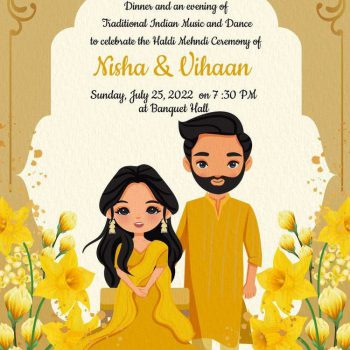 Dinner and an evening of
Traditional Indian Music and Dance
to celebrate the Haldi Mehndi Ceremony of
Nisha & Vihaan
Sunday, July 25, 2022 on 7 :30 PM
at Banquet Hall